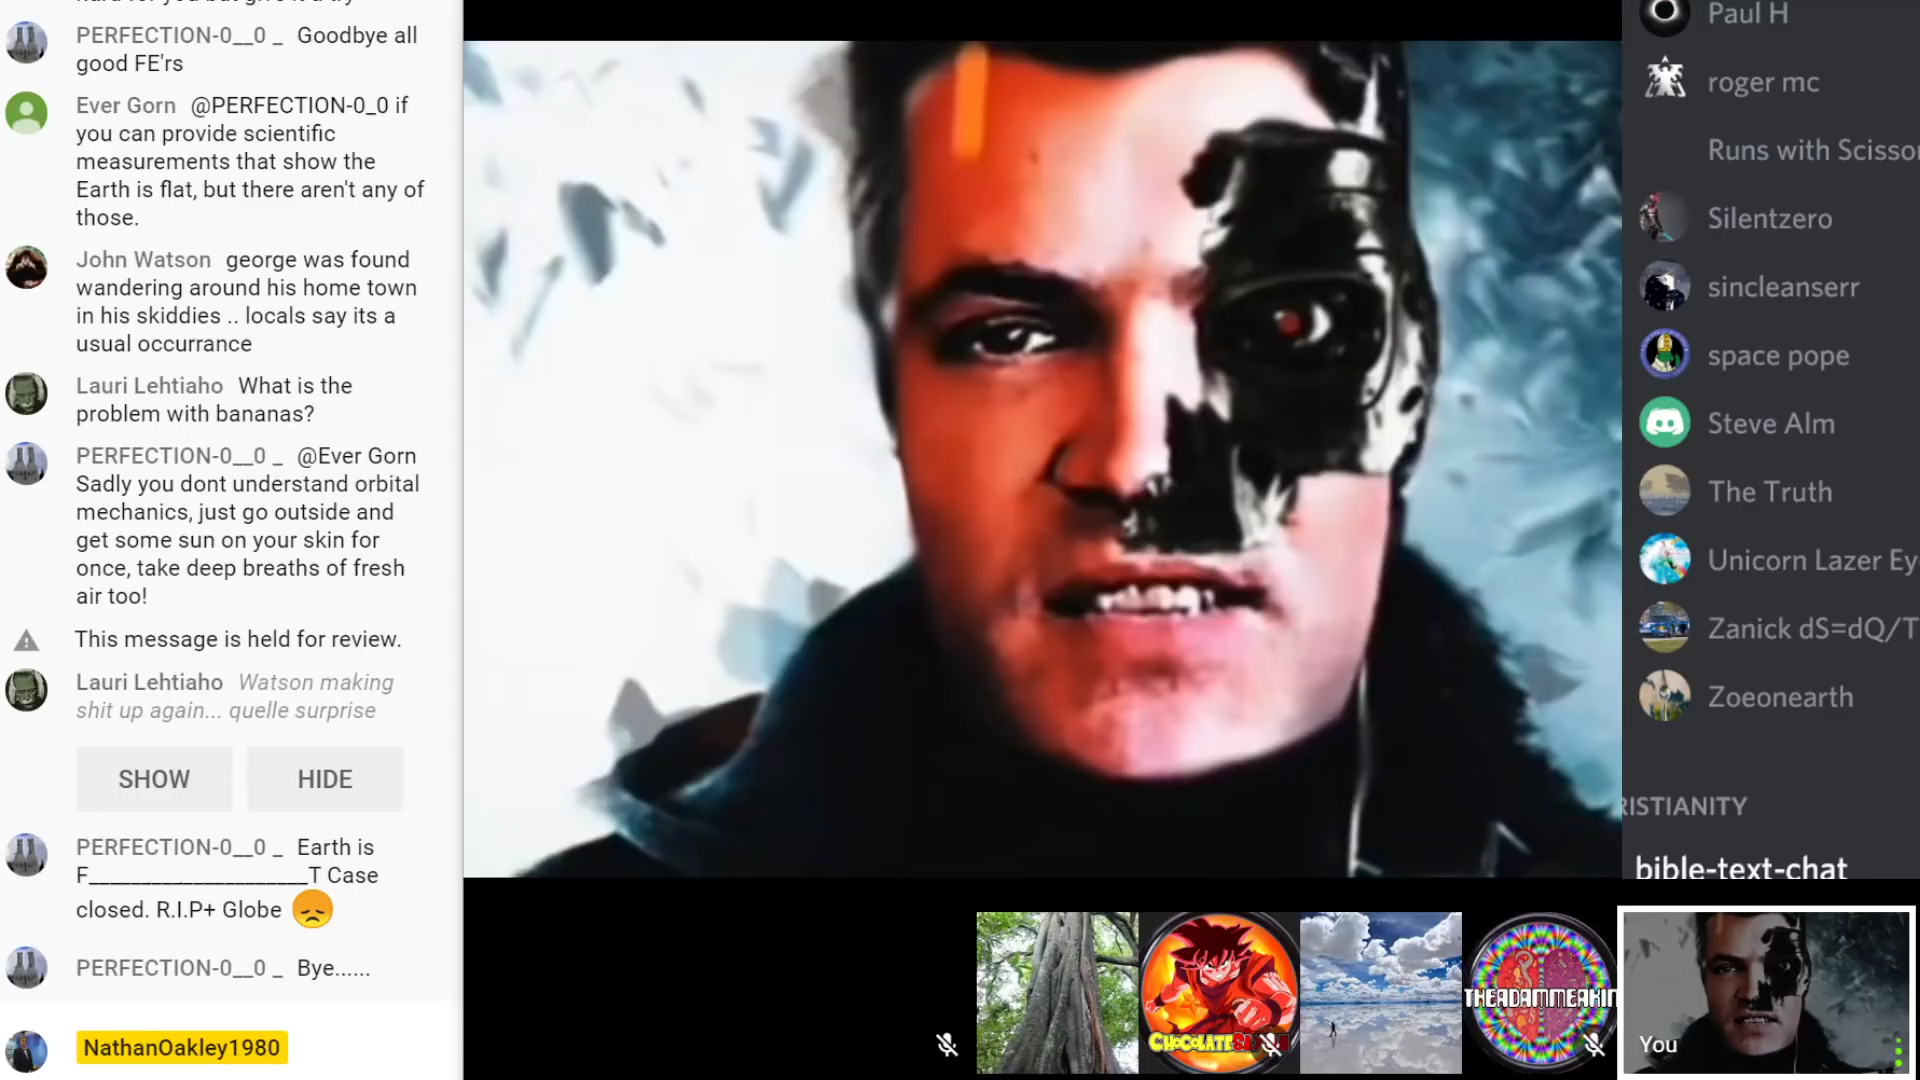 PERFECTION-0__0 _ Goodbye all
good FE'rs
Ever Gorn @PERFECTION-0_0 if
you can provide scientific
measurements that show the
Earth is flat, but there aren't any of
those.
John Watson george was found
wandering around his home town
in his skiddies .. locals say its a
usual occurrance
Lauri Lehtiaho What is the
problem with bananas?
PERFECTION-0__0 _ @Ever Gorn
Sadly you dont understand orbital
mechanics, just go outside and
get some sun on your skin for
once, take deep breaths of fresh
air too!
This message is held for review.
Lauri Lehtiaho Watson making
shit up again... quelle surprise
SHOW HIDE
PERFECTION-0__0 _ Earth is
F____________________T Case
closed. R.I.P+ Globe
PERFECTION-0__0 _ Bye......
NathanOakley1980
Paul H
roger mc
Runs with Scissor
Silentzero
sincleanserr
space pope
Steve Alm
The Truth
Unicorn Lazer Ey
Zanick dS=dQ/T
Zoeonearth
RISTIANITY
bible-text-chat
THEADAMMEAKIN
You